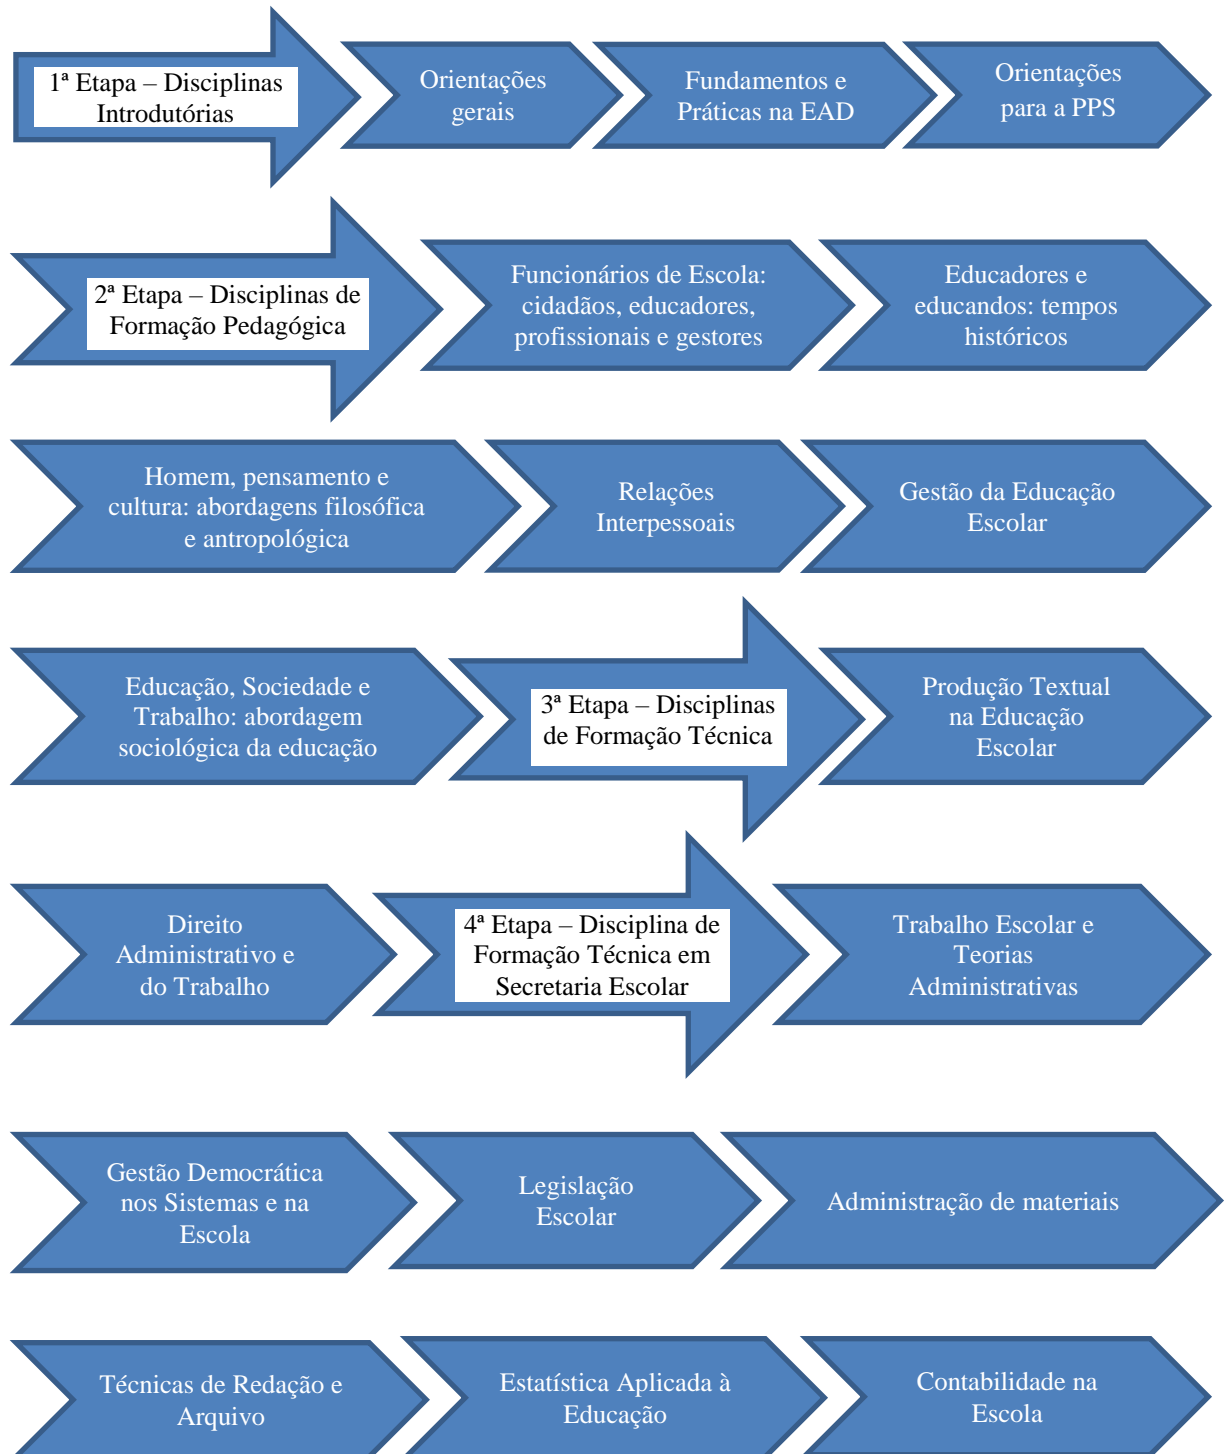 1ª Etapa – Disciplinas
Introdutórias
Orientações
gerais
Fundamentos e
Práticas na EAD
Orientações
para a PPS
2ª Etapa – Disciplinas de
Formação Pedagógica
Funcionários de Escola:
cidadãos, educadores,
profissionais e gestores
Educadores e
educandos: tempos
históricos
Homem, pensamento e
cultura: abordagens filosófica
e antropológica
Relações
Interpessoais
Gestão da Educação
Escolar
Educação, Sociedade e
Trabalho: abordagem
sociológica da educação
3ª Etapa – Disciplinas
de Formação Técnica
Produção Textual
na Educação
Escolar
Direito
Administrativo e
do Trabalho
4ª Etapa – Disciplina de
Formação Técnica em
Secretaria Escolar
Trabalho Escolar e
Teorias
Administrativas
Gestão Democrática
nos Sistemas e na
Escola
Legislação
Escolar
Administração de materiais
Técnicas de Redação e
Arquivo
Estatística Aplicada à
Educação
Contabilidade na
Escola